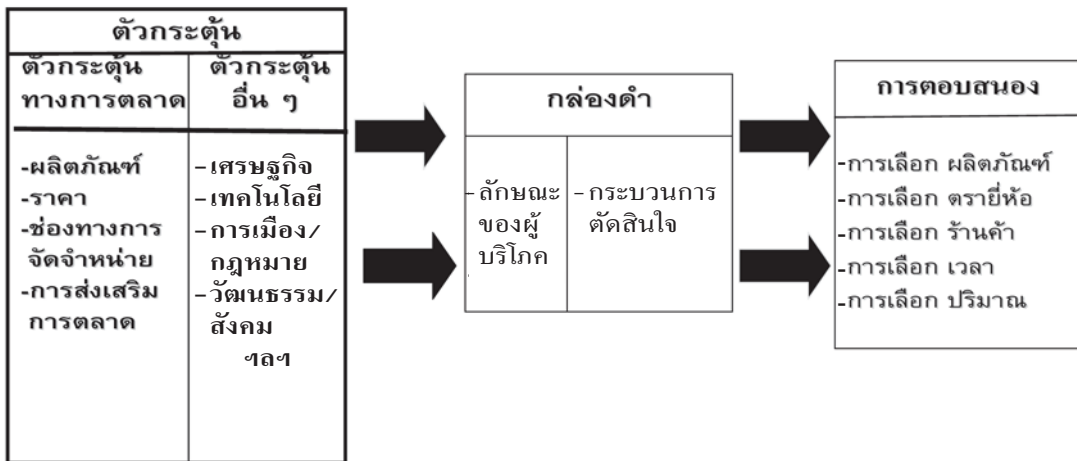 ตัวกระตุ้น
ตัวกระตุ้น
ทางการตลาด
ตัวกระตุ้น
อื่น ๆ
-ผลิตภัณฑ์
-ราคา
-ช่องทางการ
จัดจำหน่าย
-การส่งเสริม
การตลาด
-เศรษฐกิจ
-เทคโนโลยี
-การเมือง/
กฎหมาย
-วัฒนธรรม/
สังคม
ฯลฯ
กล่องดำ
-ลักษณะ
ของผู้
บริโภค
-กระบวนการ
ตัดสินใจ
การตอบสนอง
-การเลือก ผลิตภัณฑ์
-การเลือก ตรายี่ห้อ
-การเลือก ร้านค้า
-การเลือก เวลา
-การเลือก ปริมาณ